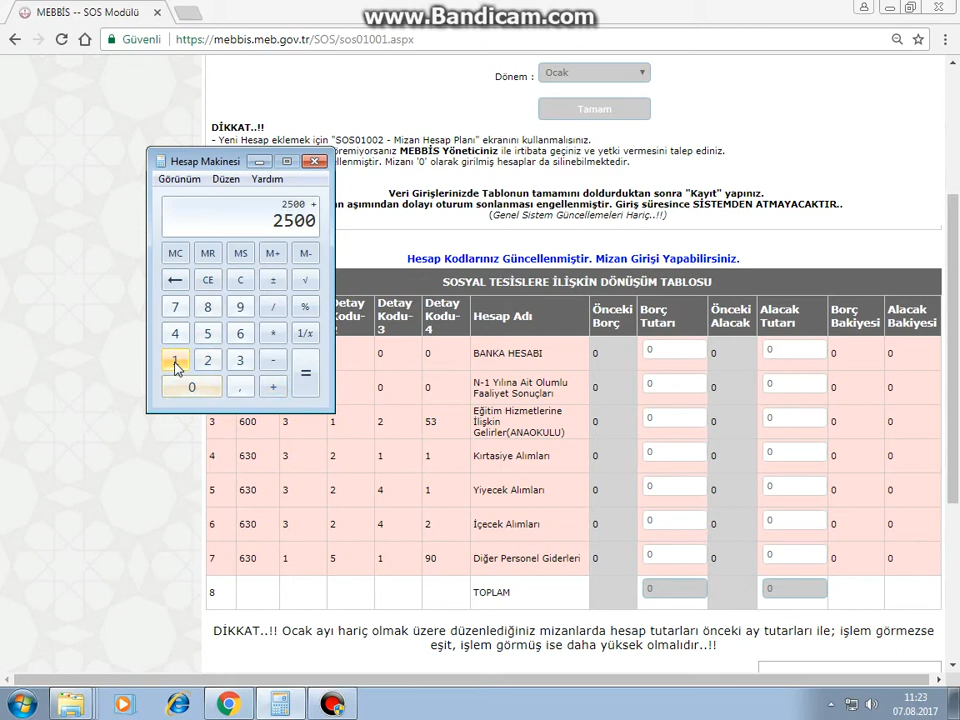 MEBBİS -- SOS Modülü
www.Bandicam.com
Güvenli
https://mebbis.meb.gov.tr/SOS/sos01001.aspx
Dönem :
Ocak
Tamam
DİKKAT..!!
- Yeni Hesap eklemek için "SOS01002 - Mizan Hesap Planı" ekranını kullanmalısınız.
öremiyorsanız MEBBİS Yöneticiniz ile irtibata geçiniz ve yetki vermesini talep ediniz.
ellenmiştir. Mizanı '0' olarak girilmiş hesaplar da silinebilmektedir.
Veri Girişlerinizde Tablonun tamamını doldurduktan sonra "Kayıt" yapınız.
an aşımından dolayı oturum sonlanması engellenmiştir. Giriş süresince SİSTEMDEN ATMAYACAKTIR..
(Genel Sistem Güncellemeleri Hariç..!!)
Hesap Makinesi
Görünüm Düzen Yardım
2500 +
2500
MC MR MS M+ M-
← CE C ± √
7 8 9 / %
4 5 6 * 1/x
1 2 3 - =
0 , +
Hesap Kodlarınız Güncellenmiştir. Mizan Girişi Yapabilirsiniz.
SOSYAL TESİSLERE İLİŞKİN DÖNÜŞÜM TABLOSU
Detay Kodu-2 Detay Kodu-3 Detay Kodu-4 Hesap Adı Önceki Borç Borç Tutarı Önceki Alacak Alacak Tutarı Borç Bakiyesi Alacak Bakiyesi
0 0 BANKA HESABI 0 0 0 0 0 0
0 0 N-1 Yılına Ait Olumlu Faaliyet Sonuçları 0 0 0 0 0 0
3 600 3 1 2 53 Eğitim Hizmetlerine İlişkin Gelirler(ANAOKULU) 0 0 0 0 0 0
4 630 3 2 1 1 Kırtasiye Alımları 0 0 0 0 0 0
5 630 3 2 4 1 Yiyecek Alımları 0 0 0 0 0 0
6 630 3 2 4 2 İçecek Alımları 0 0 0 0 0 0
7 630 1 5 1 90 Diğer Personel Giderleri 0 0 0 0 0 0
8 TOPLAM 0 0
DİKKAT..!! Ocak ayı hariç olmak üzere düzenlediğiniz mizanlarda hesap tutarları önceki ay tutarları ile; işlem görmezse
eşit, işlem görmüş ise daha yüksek olmalıdır..!!
11:23
07.08.2017